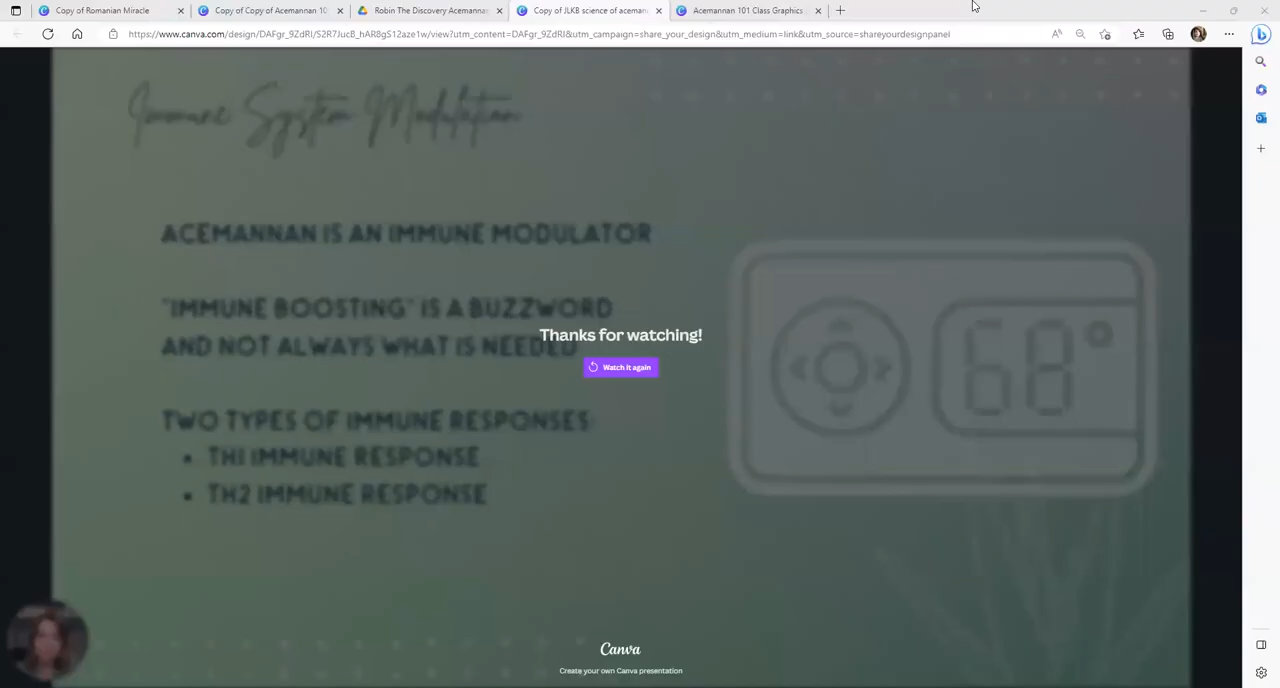 Copy of Romanian Miracle
Copy of Copy of Acemannan 10
Robin The Discovery Acemannan
Copy of JLKB science of aceman
Acemannan 101 Class Graphics
https://www.canva.com/design/DAFgr_9ZdRI/S2R7JucB_hAR8gS12aze1w/view?utm_content=DAFgr_9ZdRI&utm_campaign=share_your_design&utm_medium=link&utm_source=shareyourdesignpanel
Immune System Modulation
ACEMANNAN IS AN IMMUNE MODULATOR
"IMMUNE BOOSTING" IS A BUZZWORD
AND NOT ALWAYS WHAT IS NEEDED
Thanks for watching!
Watch it again
TWO TYPES OF IMMUNE RESPONSES:
• TH1 IMMUNE RESPONSE
• TH2 IMMUNE RESPONSE
68°
Canva
Create your own Canva presentation